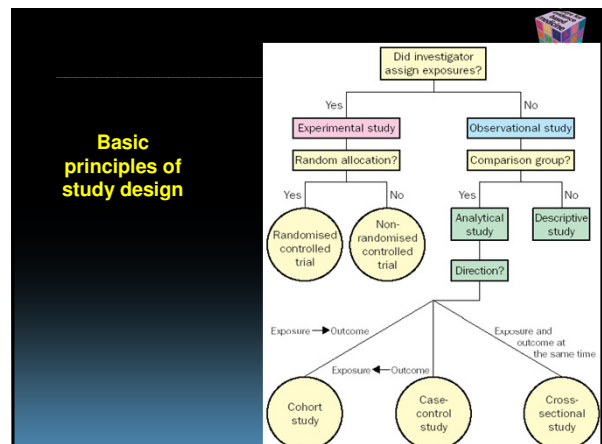 Basic
principles of
study design
based
medicine
Did investigator
assign exposures?
Yes
No
Experimental study
Observational study
Random allocation?
Comparison group?
Yes
No
Yes
No
Randomised
controlled
trial
Non-
randomised
controlled
trial
Analytical
study
Descriptive
study
Direction?
Exposure → Outcome
Exposure and
outcome at
the same time
Exposure ← Outcome
Cohort
study
Case-
control
study
Cross-
sectional
study